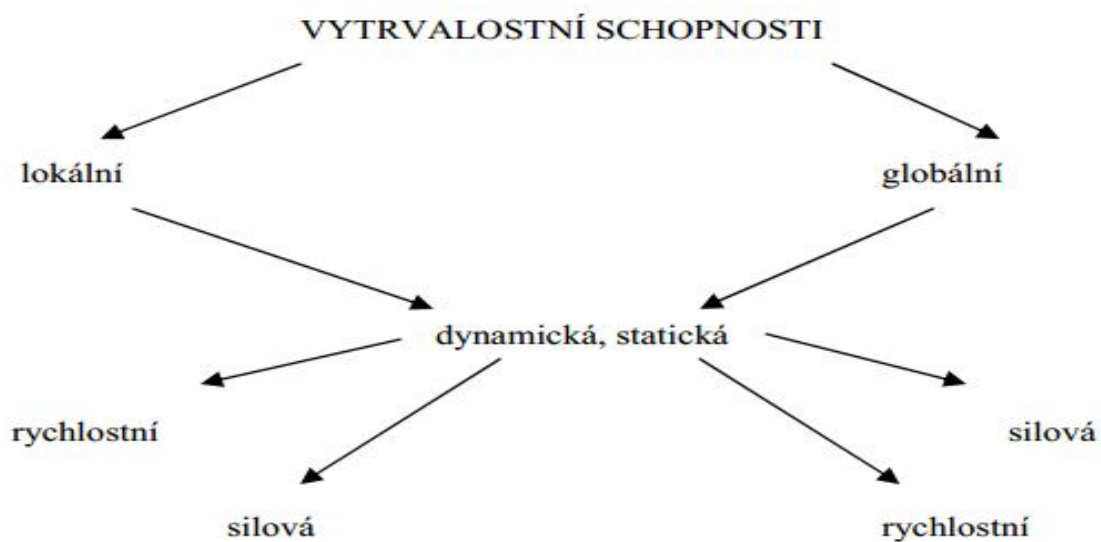 VYTRVALOSTNÍ SCHOPNOSTI
lokální
globální
dynamická, statická
rychlostní
silová
silová
rychlostní